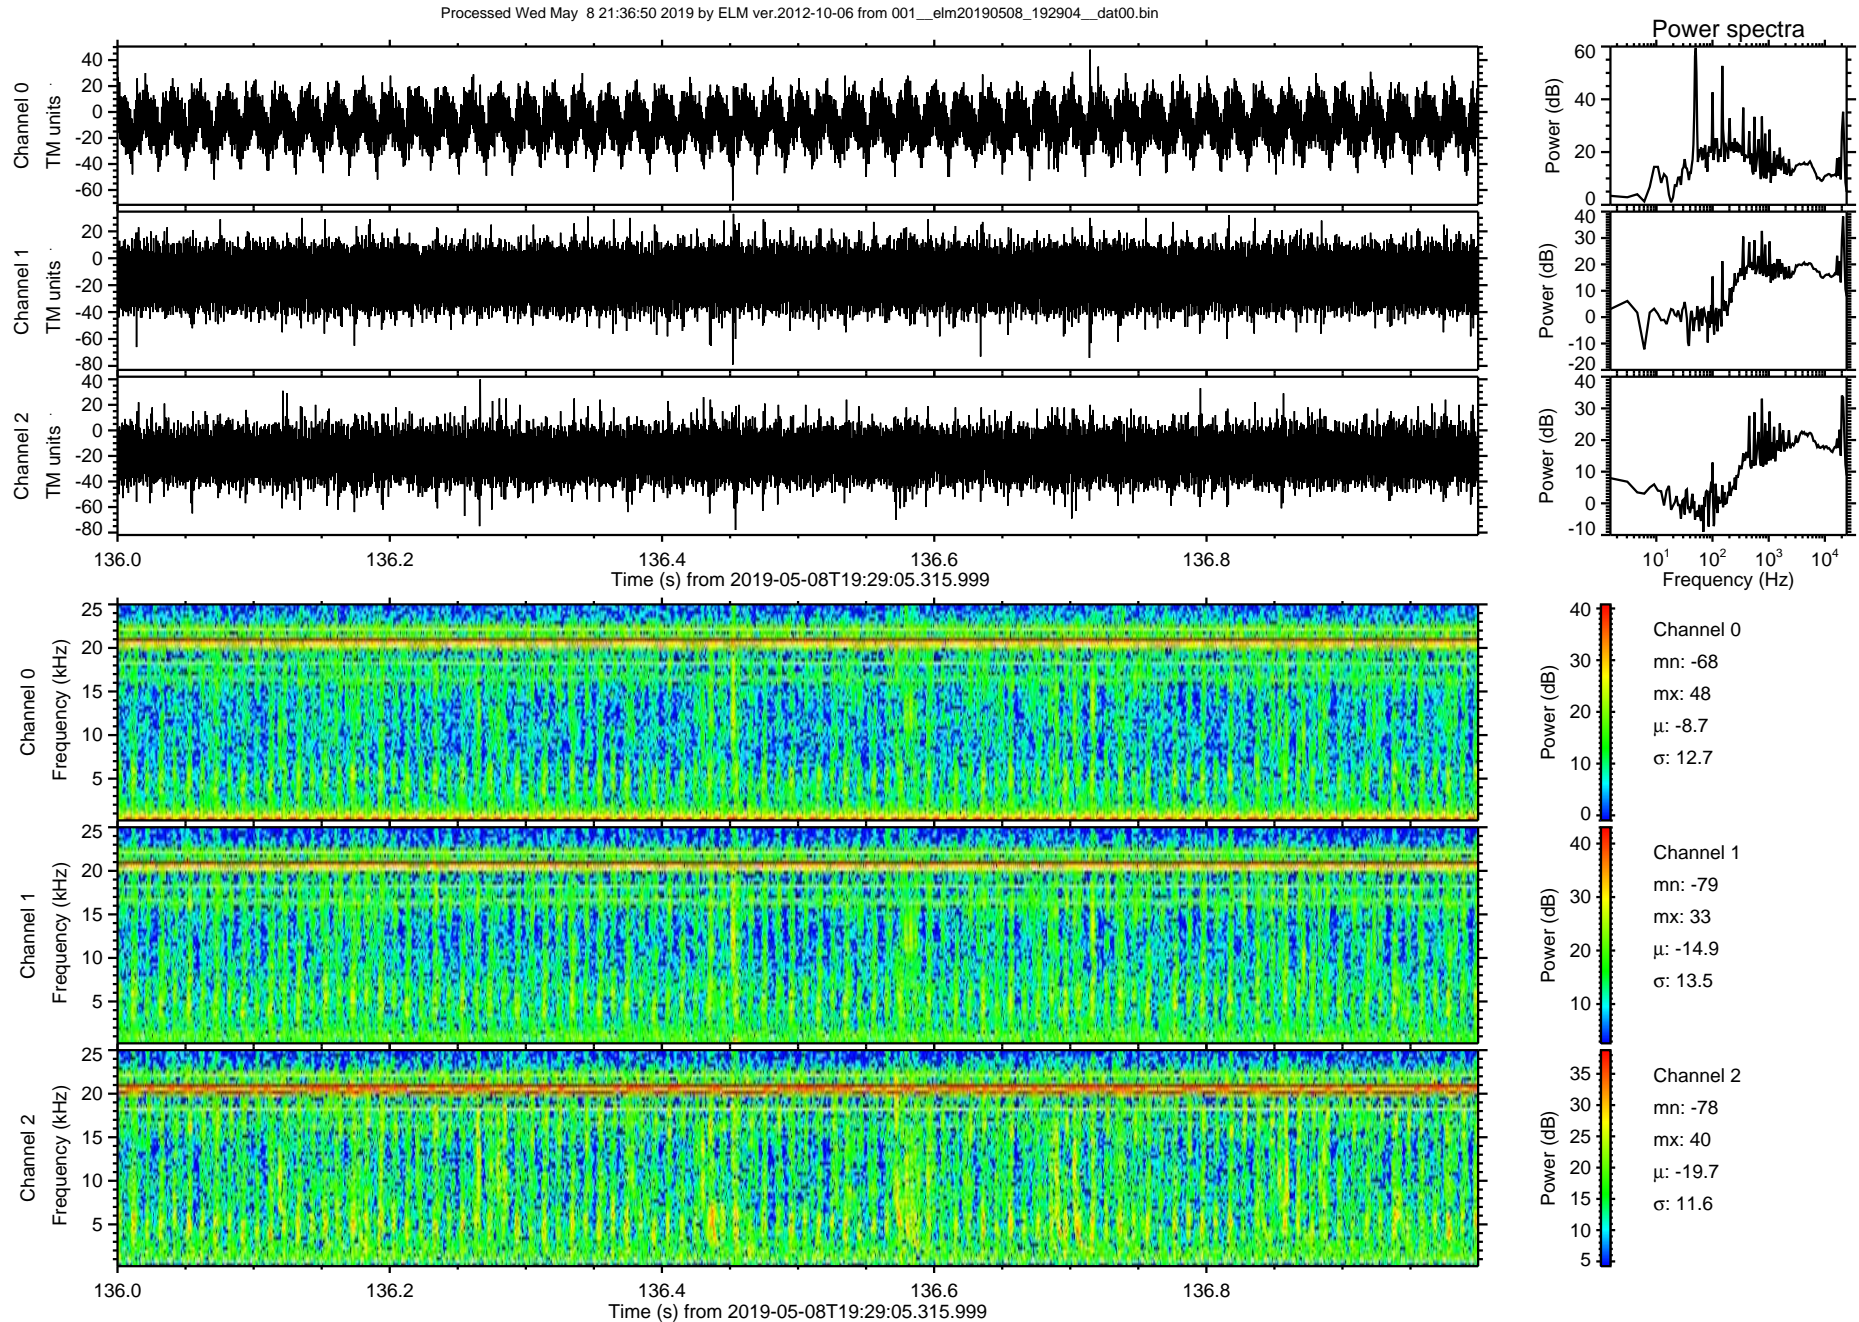 Processed Wed May  8 21:36:50 2019 by ELM ver.2012-10-06 from 001__elm20190508_192904__dat00.bin
Power spectra
Channel 0
TM units
40
20
0
-20
-40
-60
Power (dB)
60
40
20
0
Channel 1
TM units
20
0
-20
-40
-60
-80
Power (dB)
40
30
20
10
0
-10
-20
Channel 2
TM units
40
20
0
-20
-40
-60
-80
Power (dB)
40
30
20
10
0
-10
136.0 136.2 136.4 136.6 136.8
Time (s) from 2019-05-08T19:29:05.315.999
10¹ 10² 10³ 10⁴
Frequency (Hz)
Channel 0
Frequency (kHz)
25
20
15
10
5
Power (dB)
40
30
20
10
0
Channel 0
mn: -68
mx: 48
μ: -8.7
σ: 12.7
Channel 1
Frequency (kHz)
25
20
15
10
5
Power (dB)
40
30
20
10
Channel 1
mn: -79
mx: 33
μ: -14.9
σ: 13.5
Channel 2
Frequency (kHz)
25
20
15
10
5
Power (dB)
35
30
25
20
15
10
5
Channel 2
mn: -78
mx: 40
μ: -19.7
σ: 11.6
136.0 136.2 136.4 136.6 136.8
Time (s) from 2019-05-08T19:29:05.315.999